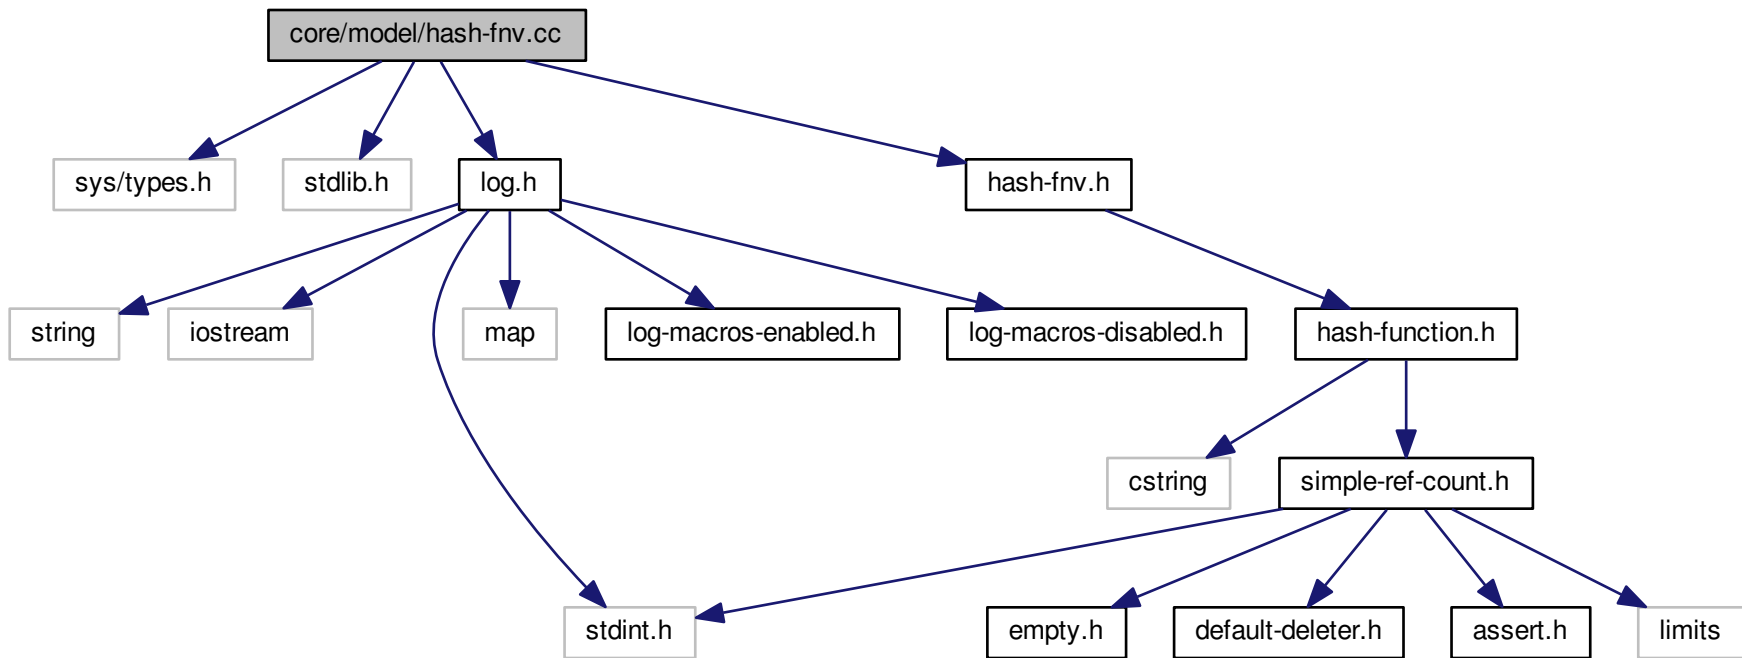 core/model/hash-fnv.cc
sys/types.h
stdlib.h
log.h
hash-fnv.h
string
iostream
map
log-macros-enabled.h
log-macros-disabled.h
hash-function.h
cstring
simple-ref-count.h
stdint.h
empty.h
default-deleter.h
assert.h
limits